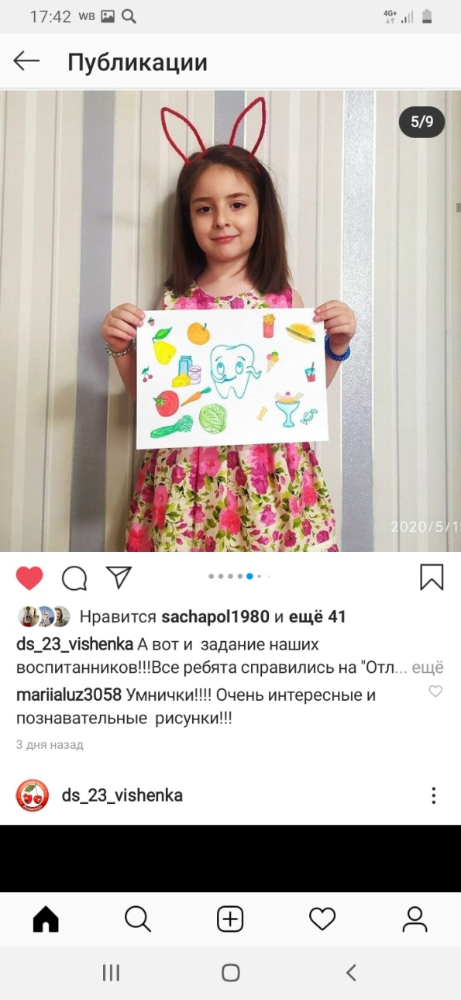 17:42 WB
4G+
Публикации
5/9
2020/5/19
Нравится sachapol1980 и ещё 41
ds_23_vishenka А вот и задание наших
воспитанников!!!Все ребята справились на "Отл... ещё
mariialuz3058 Умнички!!!! Очень интересные и
познавательные рисунки!!!
3 дня назад
ds_23_vishenka